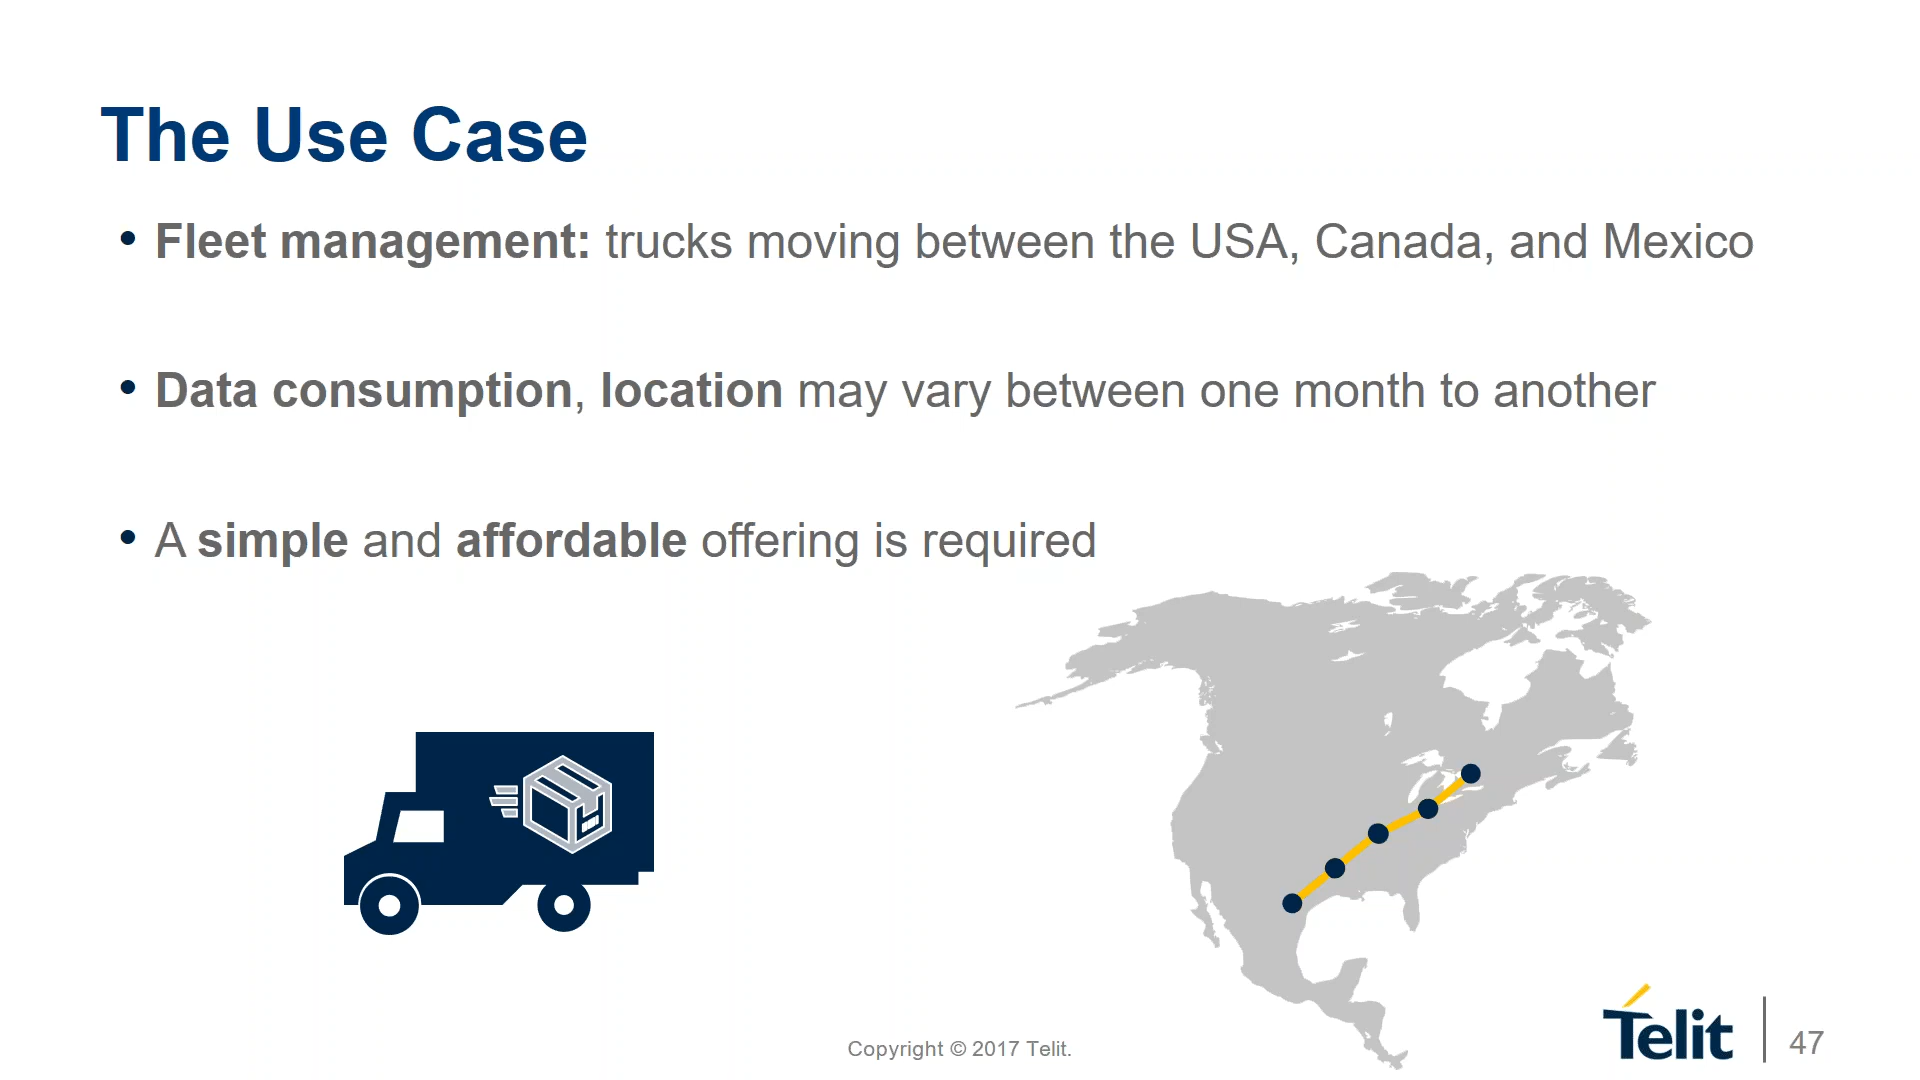 The Use Case
• Fleet management: trucks moving between the USA, Canada, and Mexico
• Data consumption, location may vary between one month to another
• A simple and affordable offering is required
Copyright © 2017 Telit.
Telit
47